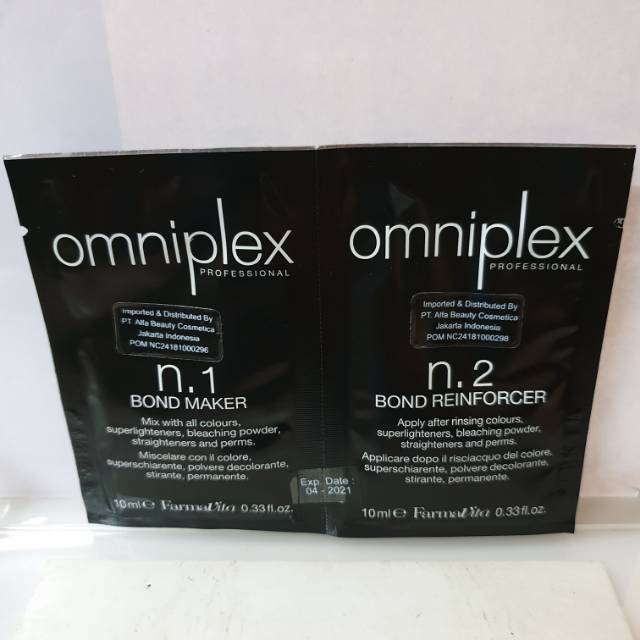 omniplex
PROFESSIONAL
Imported & Distributed By
PT. Alfa Beauty Cosmetica
Jakarta Indonesia
POM NC24181000296
n.1
BOND MAKER
Mix with all colours,
superlighteners, bleaching powder,
straighteners and perms.
Miscelare con il colore,
superschiarente, polvere decolorante,
stirante, permanente.
10ml e FarmaVita 0.33fl.oz.
omniplex
PROFESSIONAL
Imported & Distributed By
PT. Alfa Beauty Cosmetica
Jakarta Indonesia
POM NC24181000298
n.2
BOND REINFORCER
Apply after rinsing colours,
superlighteners, bleaching powder,
straighteners and perms.
Applicare dopo il risciacquo del colore,
superschiarente, polvere decolorante,
stirante, permanente.
10ml e FarmaVita 0.33fl.oz.
Exp. Date :
04 - 2021